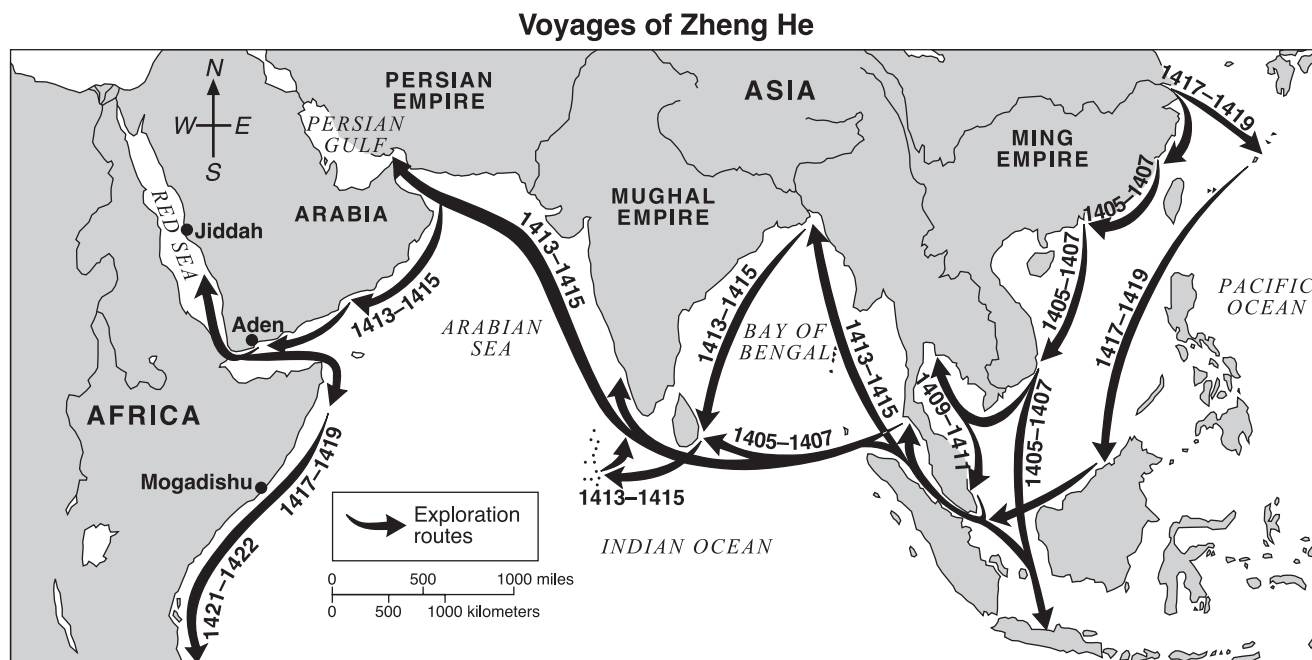 Voyages of Zheng He
N
W
E
S
PERSIAN
EMPIRE
PERSIAN
GULF
ASIA
1417–1419
MING
EMPIRE
1405–1407
ARABIA
MUGHAL
EMPIRE
RED SEA
Jiddah
1413–1415
1413–1415
Aden
ARABIAN
SEA
1413–1415
BAY OF
BENGAL
1413–1415
1405–1407
1417–1419
PACIFIC
OCEAN
AFRICA
1409–1411
1405–1407
1405–1407
1417–1419
Mogadishu
1413–1415
INDIAN OCEAN
1421–1422
Exploration
routes
0 500 1000 miles
0 500 1000 kilometers